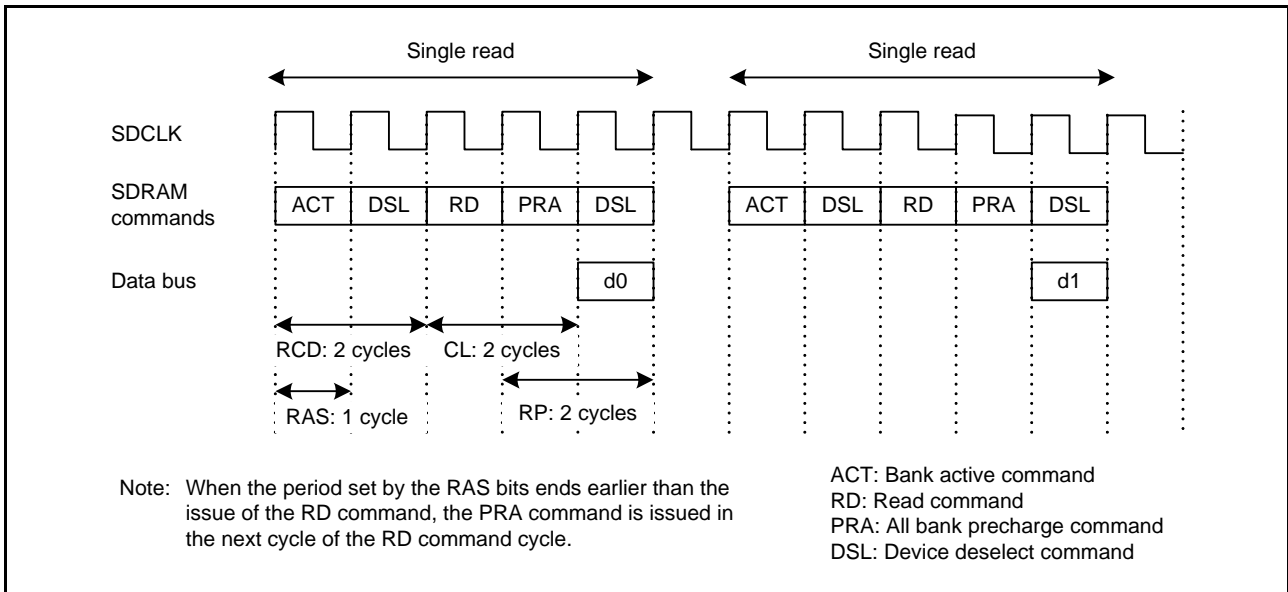 Single read Single read
SDCLK
SDRAM
commands
ACT DSL RD PRA DSL ACT DSL RD PRA DSL
Data bus d0 d1
RCD: 2 cycles CL: 2 cycles
RAS: 1 cycle RP: 2 cycles
Note: When the period set by the RAS bits ends earlier than the
issue of the RD command, the PRA command is issued in
the next cycle of the RD command cycle.
ACT: Bank active command
RD: Read command
PRA: All bank precharge command
DSL: Device deselect command